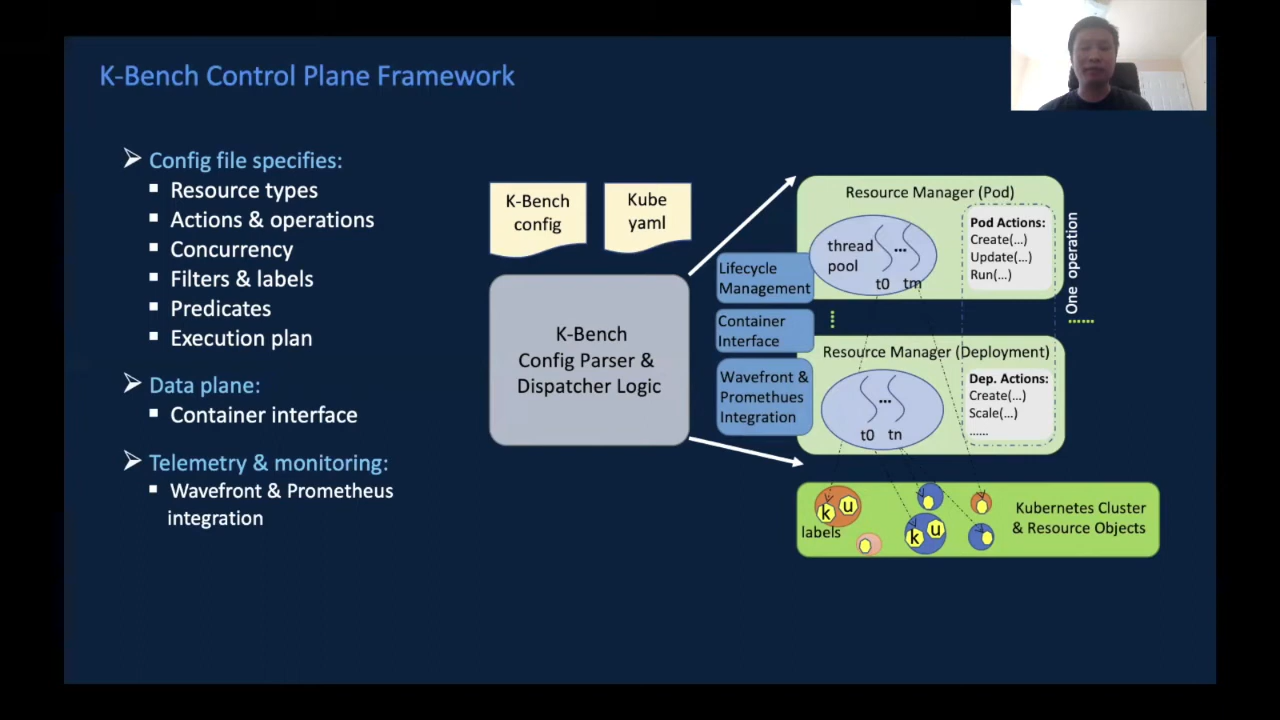 K-Bench Control Plane Framework
Config file specifies:
Resource types
Actions & operations
Concurrency
Filters & labels
Predicates
Execution plan
Data plane:
Container interface
Telemetry & monitoring:
Wavefront & Prometheus
integration
K-Bench
config
Kube
yaml
K-Bench
Config Parser &
Dispatcher Logic
Lifecycle
Management
Container
Interface
Wavefront &
Promethues
Integration
Resource Manager (Pod)
thread
pool
...
t0 tm
Pod Actions:
Create(...)
Update(...)
Run(...)
One operation
Resource Manager (Deployment)
...
t0 tn
Dep. Actions:
Create(...)
Scale(...)
......
k u
labels
k u
Kubernetes Cluster
& Resource Objects